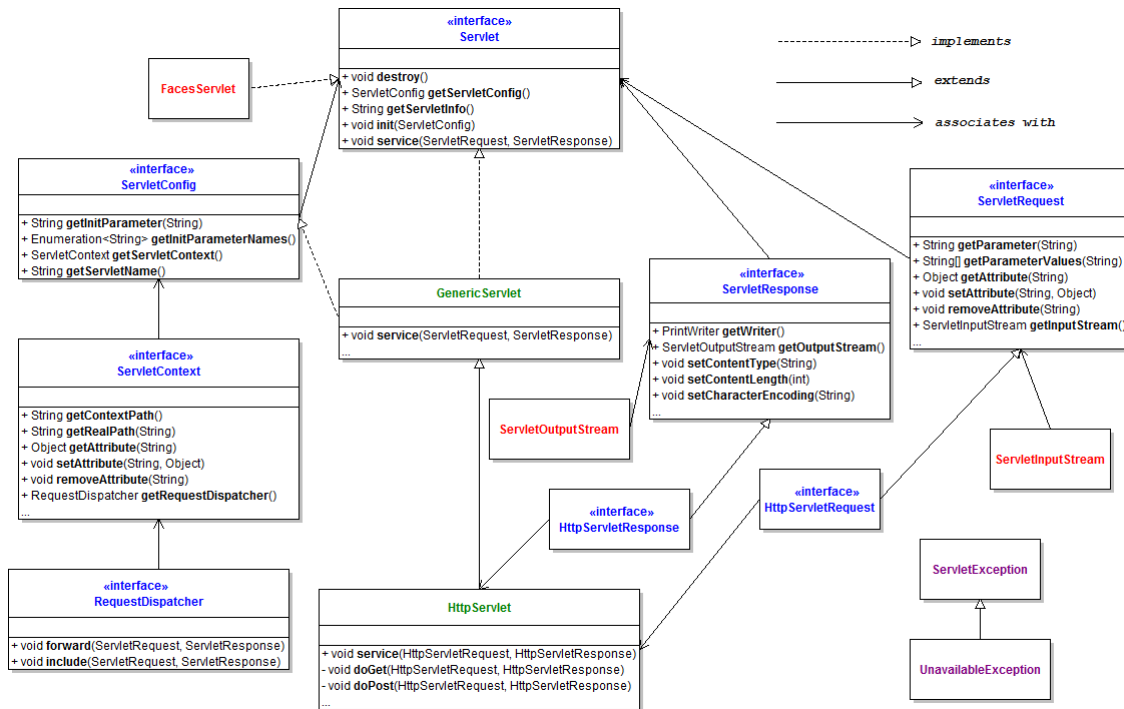 «interface»
Servlet
+ void destroy()
+ ServletConfig getServletConfig()
+ String getServletInfo()
+ void init(ServletConfig)
+ void service(ServletRequest, ServletResponse)
implements
extends
associates with
FacesServlet
«interface»
ServletConfig
+ String getInitParameter(String)
+ Enumeration<String> getInitParameterNames()
+ ServletContext getServletContext()
+ String getServletName()
«interface»
ServletRequest
+ String getParameter(String)
+ String[] getParameterValues(String)
+ Object getAttribute(String)
+ void setAttribute(String, Object)
+ void removeAttribute(String)
+ ServletInputStream getInputStream()
...
GenericServlet
+ void service(ServletRequest, ServletResponse)
...
«interface»
ServletResponse
+ PrintWriter getWriter()
+ ServletOutputStream getOutputStream()
+ void setContentType(String)
+ void setContentLength(int)
+ void setCharacterEncoding(String)
...
«interface»
ServletContext
+ String getContextPath()
+ String getRealPath(String)
+ Object getAttribute(String)
+ void setAttribute(String, Object)
+ void removeAttribute(String)
+ RequestDispatcher getRequestDispatcher()
...
ServletOutputStream
ServletInputStream
«interface»
HttpServletResponse
«interface»
HttpServletRequest
«interface»
RequestDispatcher
+ void forward(ServletRequest, ServletResponse)
+ void include(ServletRequest, ServletResponse)
HttpServlet
+ void service(HttpServletRequest, HttpServletResponse)
- void doGet(HttpServletRequest, HttpServletResponse)
- void doPost(HttpServletRequest, HttpServletResponse)
...
ServletException
UnavailableException